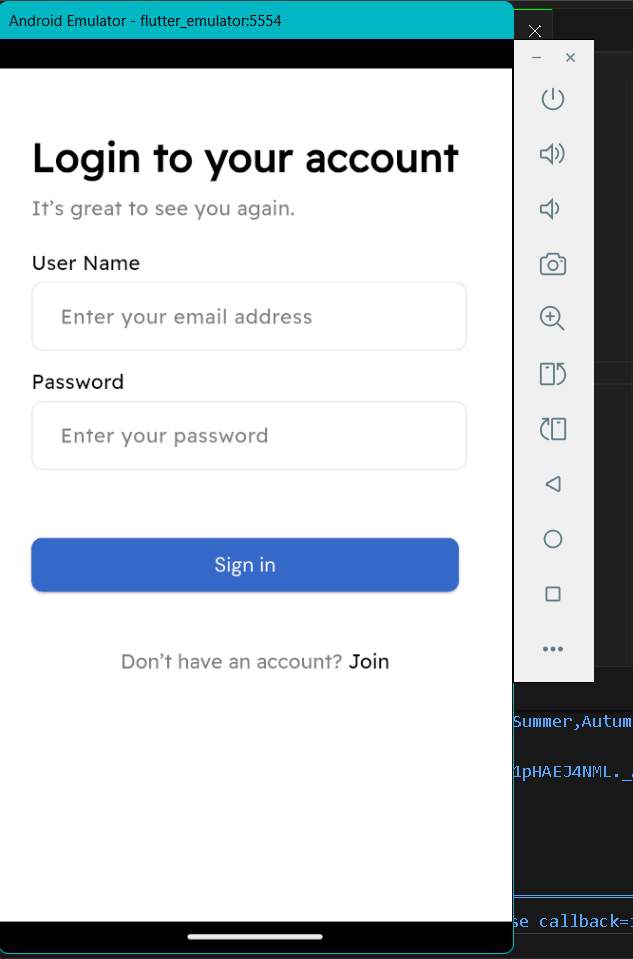 Android Emulator - flutter_emulator:5554
Login to your account
It's great to see you again.
User Name
Enter your email address
Password
Enter your password
Sign in
Don't have an account? Join
Summer,Autum
1pHAEJ4NML._
se callback=